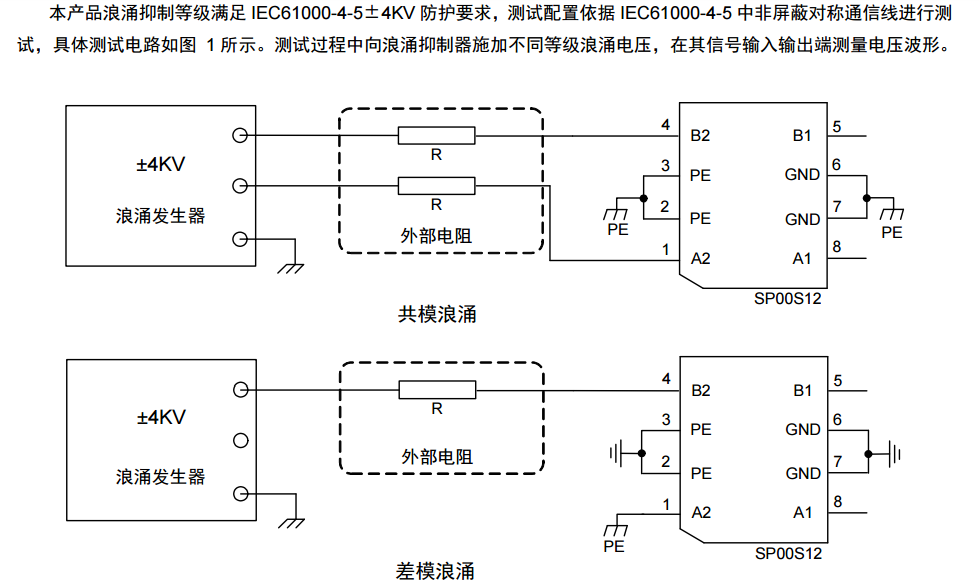 本产品浪涌抑制等级满足 IEC61000-4-5±4KV 防护要求，测试配置依据 IEC61000-4-5 中非屏蔽对称通信线进行测
试，具体测试电路如图 1 所示。测试过程中向浪涌抑制器施加不同等级浪涌电压，在其信号输入输出端测量电压波形。
±4KV
浪涌发生器
R
R
外部电阻
4 B2 B1 5
3 PE GND 6
2 PE GND 7
1 A2 A1 8
PE
PE
SP00S12
共模浪涌
±4KV
浪涌发生器
R
外部电阻
4 B2 B1 5
3 PE GND 6
2 PE GND 7
1 A2 A1 8
PE
SP00S12
差模浪涌